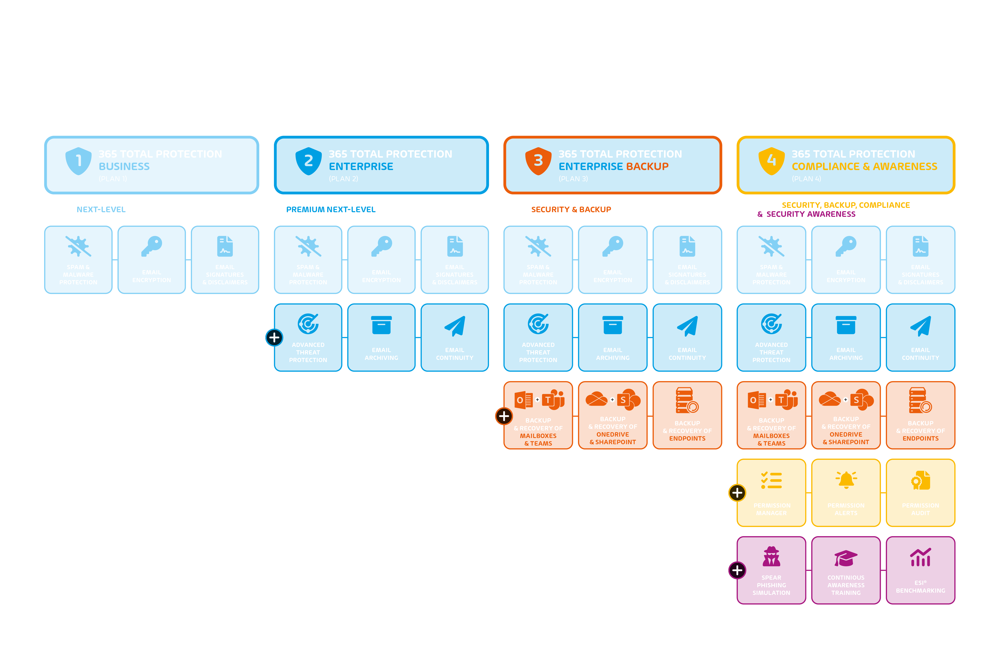 1
365 TOTAL PROTECTION
BUSINESS
(PLAN 1)
2
365 TOTAL PROTECTION
ENTERPRISE
(PLAN 2)
3
365 TOTAL PROTECTION
ENTERPRISE BACKUP
(PLAN 3)
4
365 TOTAL PROTECTION
COMPLIANCE & AWARENESS
(PLAN 4)
NEXT-LEVEL
PREMIUM NEXT-LEVEL
SECURITY & BACKUP
SECURITY, BACKUP, COMPLIANCE
& SECURITY AWARENESS
SPAM &
MALWARE
PROTECTION
EMAIL
ENCRYPTION
EMAIL
SIGNATURES
& DISCLAIMERS
SPAM &
MALWARE
PROTECTION
EMAIL
ENCRYPTION
EMAIL
SIGNATURES
& DISCLAIMERS
SPAM &
MALWARE
PROTECTION
EMAIL
ENCRYPTION
EMAIL
SIGNATURES
& DISCLAIMERS
SPAM &
MALWARE
PROTECTION
EMAIL
ENCRYPTION
EMAIL
SIGNATURES
& DISCLAIMERS
+
ADVANCED
THREAT
PROTECTION
EMAIL
ARCHIVING
EMAIL
CONTINUITY
ADVANCED
THREAT
PROTECTION
EMAIL
ARCHIVING
EMAIL
CONTINUITY
ADVANCED
THREAT
PROTECTION
EMAIL
ARCHIVING
EMAIL
CONTINUITY
+
O + T
BACKUP
& RECOVERY OF
MAILBOXES
& TEAMS
+ S
BACKUP
& RECOVERY OF
ONEDRIVE
& SHAREPOINT
BACKUP
& RECOVERY OF
ENDPOINTS
O + T
BACKUP
& RECOVERY OF
MAILBOXES
& TEAMS
+ S
BACKUP
& RECOVERY OF
ONEDRIVE
& SHAREPOINT
BACKUP
& RECOVERY OF
ENDPOINTS
+
PERMISSION
MANAGER
PERMISSION
ALERTS
PERMISSION
AUDIT
+
SPEAR
PHISHING
SIMULATION
CONTINIOUS
AWARENESS
TRAINING
ESI®
BENCHMARKING